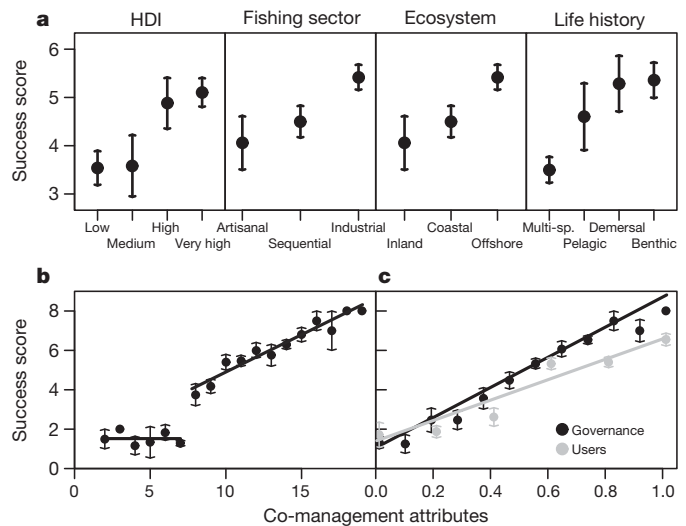 a
HDI
Fishing sector
Ecosystem
Life history
Success score
6
5
4
3
Low
Medium
High
Very high
Artisanal
Sequential
Industrial
Inland
Coastal
Offshore
Multi-sp.
Pelagic
Demersal
Benthic
b
c
Success score
8
6
4
2
0
Governance
Users
0 5 10 15 0.0 0.2 0.4 0.6 0.8 1.0
Co-management attributes